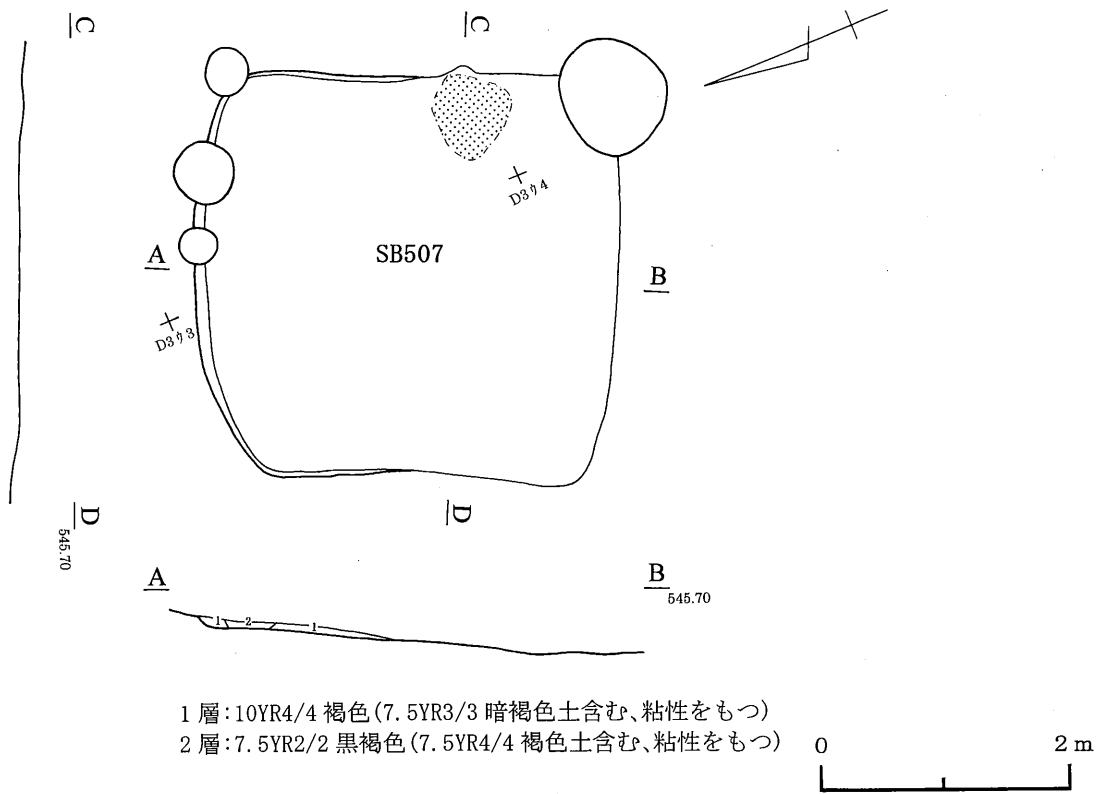 C
C
D3ｳ4
SB507
A
B
D3ｳ3
D
545.70
D
A
B
545.70
1 2 1
1層:10YR4/4 褐色(7.5YR3/3 暗褐色土含む、粘性をもつ)
2層:7.5YR2/2 黒褐色(7.5YR4/4 褐色土含む、粘性をもつ)
0 2m